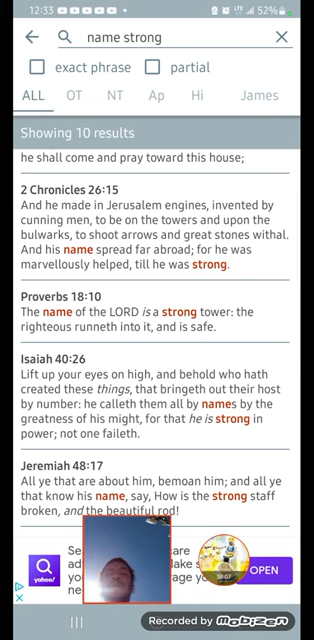 12:33
LTE
52%
name strong
exact phrase partial
ALL OT NT Ap Hi James
Showing 10 results
he shall come and pray toward this house;
2 Chronicles 26:15
And he made in Jerusalem engines, invented by
cunning men, to be on the towers and upon the
bulwarks, to shoot arrows and great stones withal.
And his name spread far abroad; for he was
marvellously helped, till he was strong.
Proverbs 18:10
The name of the LORD is a strong tower: the
righteous runneth into it, and is safe.
Isaiah 40:26
Lift up your eyes on high, and behold who hath
created these things, that bringeth out their host
by number: he calleth them all by names by the
greatness of his might, for that he is strong in
power; not one faileth.
Jeremiah 48:17
All ye that are about him, bemoan him; and all ye
that know his name, say, How is the strong staff
broken, and the beautiful rod!
yahoo!
38:07
OPEN
Recorded by MOBIZEN